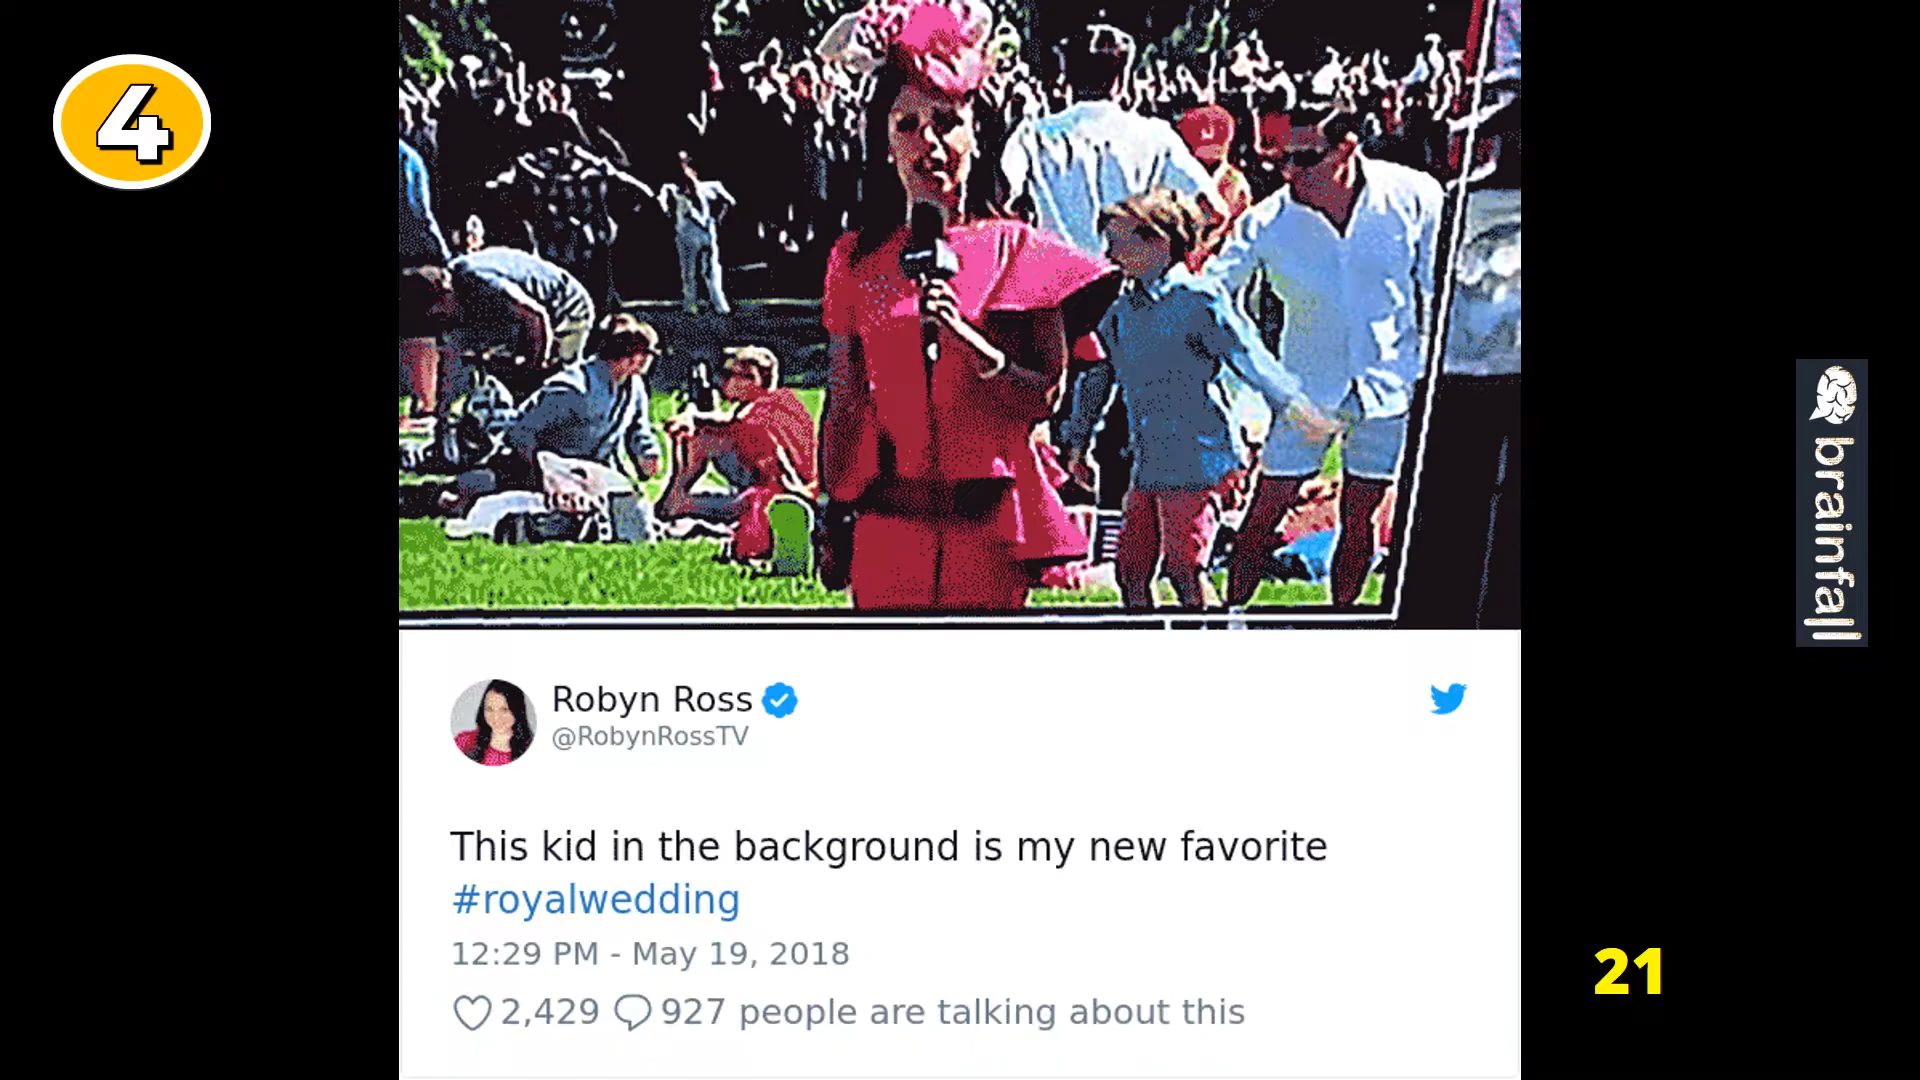 4
Robyn Ross
@RobynRossTV
This kid in the background is my new favorite
#royalwedding
12:29 PM - May 19, 2018
2,429 927 people are talking about this
21
brainfall